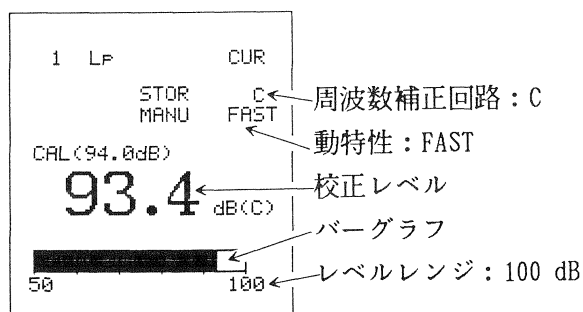 1 Lp CUR
STOR C
MANU FAST
CAL(94.0dB)
93.4 dB(C)
50 100
周波数補正回路：C
動特性：FAST
校正レベル
バーグラフ
レベルレンジ：100 dB